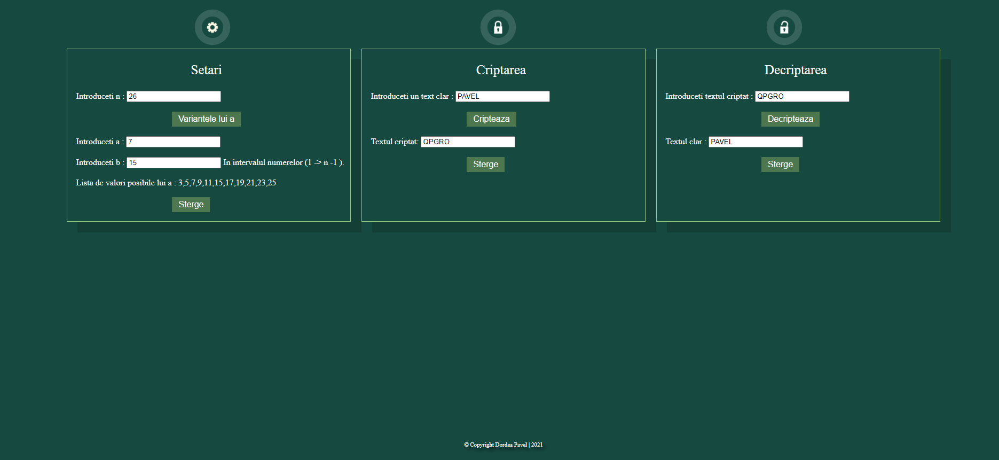 Setari
Introduceti n : 26
Variantele lui a
Introduceti a : 7
Introduceti b : 15 In intervalul numerelor (1 -> n -1 ).
Lista de valori posibile lui a : 3,5,7,9,11,15,17,19,21,23,25
Sterge
Criptarea
Introduceti un text clar : PAVEL
Cripteaza
Textul criptat: QPGRO
Sterge
Decriptarea
Introduceti textul criptat : QPGRO
Decripteaza
Textul clar : PAVEL
Sterge
© Copyright Dordea Pavel | 2021